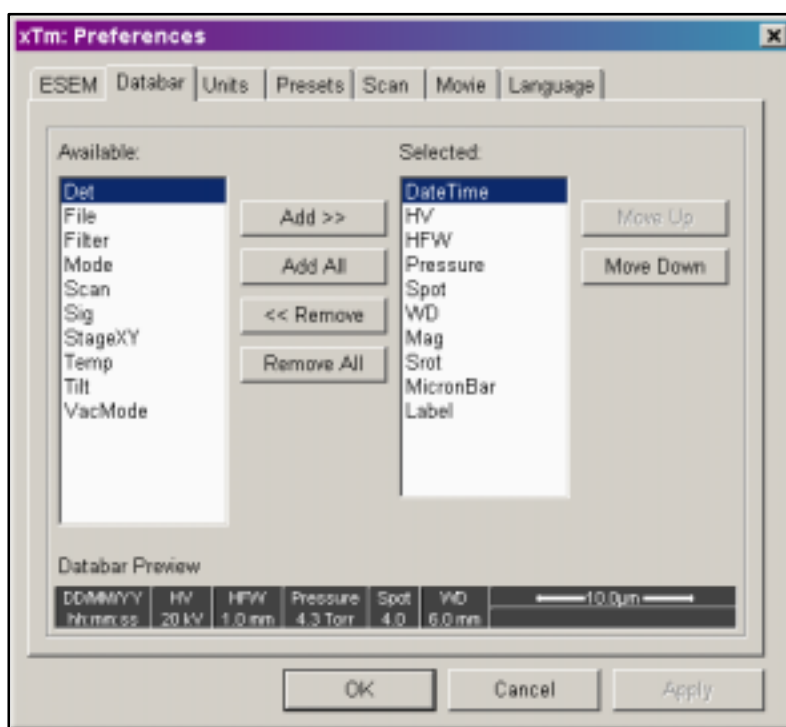 xTm: Preferences
ESEM Databar Units Presets Scan Movie Language
Available:
Det
File
Filter
Mode
Scan
Sig
StageXY
Temp
Tilt
VacMode
Add >>
Add All
<< Remove
Remove All
Selected:
DateTime
HV
HFW
Pressure
Spot
WD
Mag
Srot
MicronBar
Label
Move Up
Move Down
Databar Preview
DD/MM/YY HV HFW Pressure Spot WD 10.0µm
hh:mm:ss 20 kV 1.0 mm 4.3 Torr 4.0 6.0 mm
OK Cancel Apply